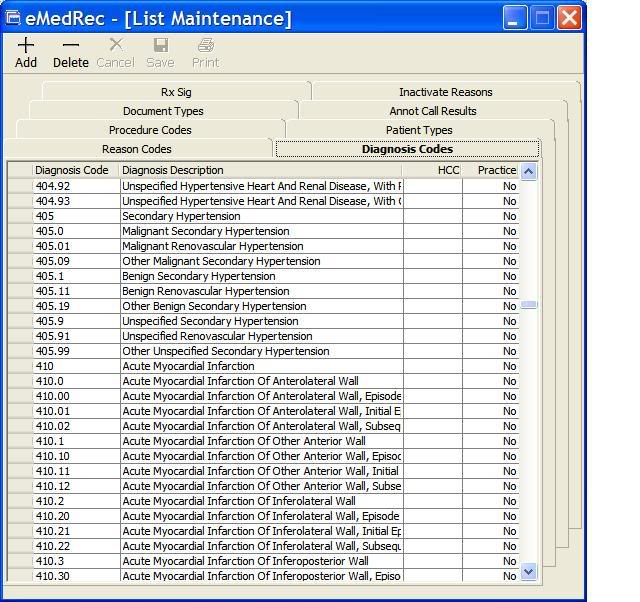 eMedRec - [List Maintenance]
Add Delete Cancel Save Print
Rx Sig Inactivate Reasons
Document Types Annot Call Results
Procedure Codes Patient Types
Reason Codes Diagnosis Codes
Diagnosis Code Diagnosis Description HCC Practice
404.92 Unspecified Hypertensive Heart And Renal Disease, With No
404.93 Unspecified Hypertensive Heart And Renal Disease, With No
405 Secondary Hypertension No
405.0 Malignant Secondary Hypertension No
405.01 Malignant Renovascular Hypertension No
405.09 Other Malignant Secondary Hypertension No
405.1 Benign Secondary Hypertension No
405.11 Benign Renovascular Hypertension No
405.19 Other Benign Secondary Hypertension No
405.9 Unspecified Secondary Hypertension No
405.91 Unspecified Renovascular Hypertension No
405.99 Other Unspecified Secondary Hypertension No
410 Acute Myocardial Infarction No
410.0 Acute Myocardial Infarction Of Anterolateral Wall No
410.00 Acute Myocardial Infarction Of Anterolateral Wall, Episode No
410.01 Acute Myocardial Infarction Of Anterolateral Wall, Initial E No
410.02 Acute Myocardial Infarction Of Anterolateral Wall, Subseq No
410.1 Acute Myocardial Infarction Of Other Anterior Wall No
410.10 Acute Myocardial Infarction Of Other Anterior Wall, Episoc No
410.11 Acute Myocardial Infarction Of Other Anterior Wall, Initial No
410.12 Acute Myocardial Infarction Of Other Anterior Wall, Subse No
410.2 Acute Myocardial Infarction Of Inferolateral Wall No
410.20 Acute Myocardial Infarction Of Inferolateral Wall, Episode No
410.21 Acute Myocardial Infarction Of Inferolateral Wall, Initial Ep No
410.22 Acute Myocardial Infarction Of Inferolateral Wall, Subsequ No
410.3 Acute Myocardial Infarction Of Inferoposterior Wall No
410.30 Acute Myocardial Infarction Of Inferoposterior Wall, Episo No